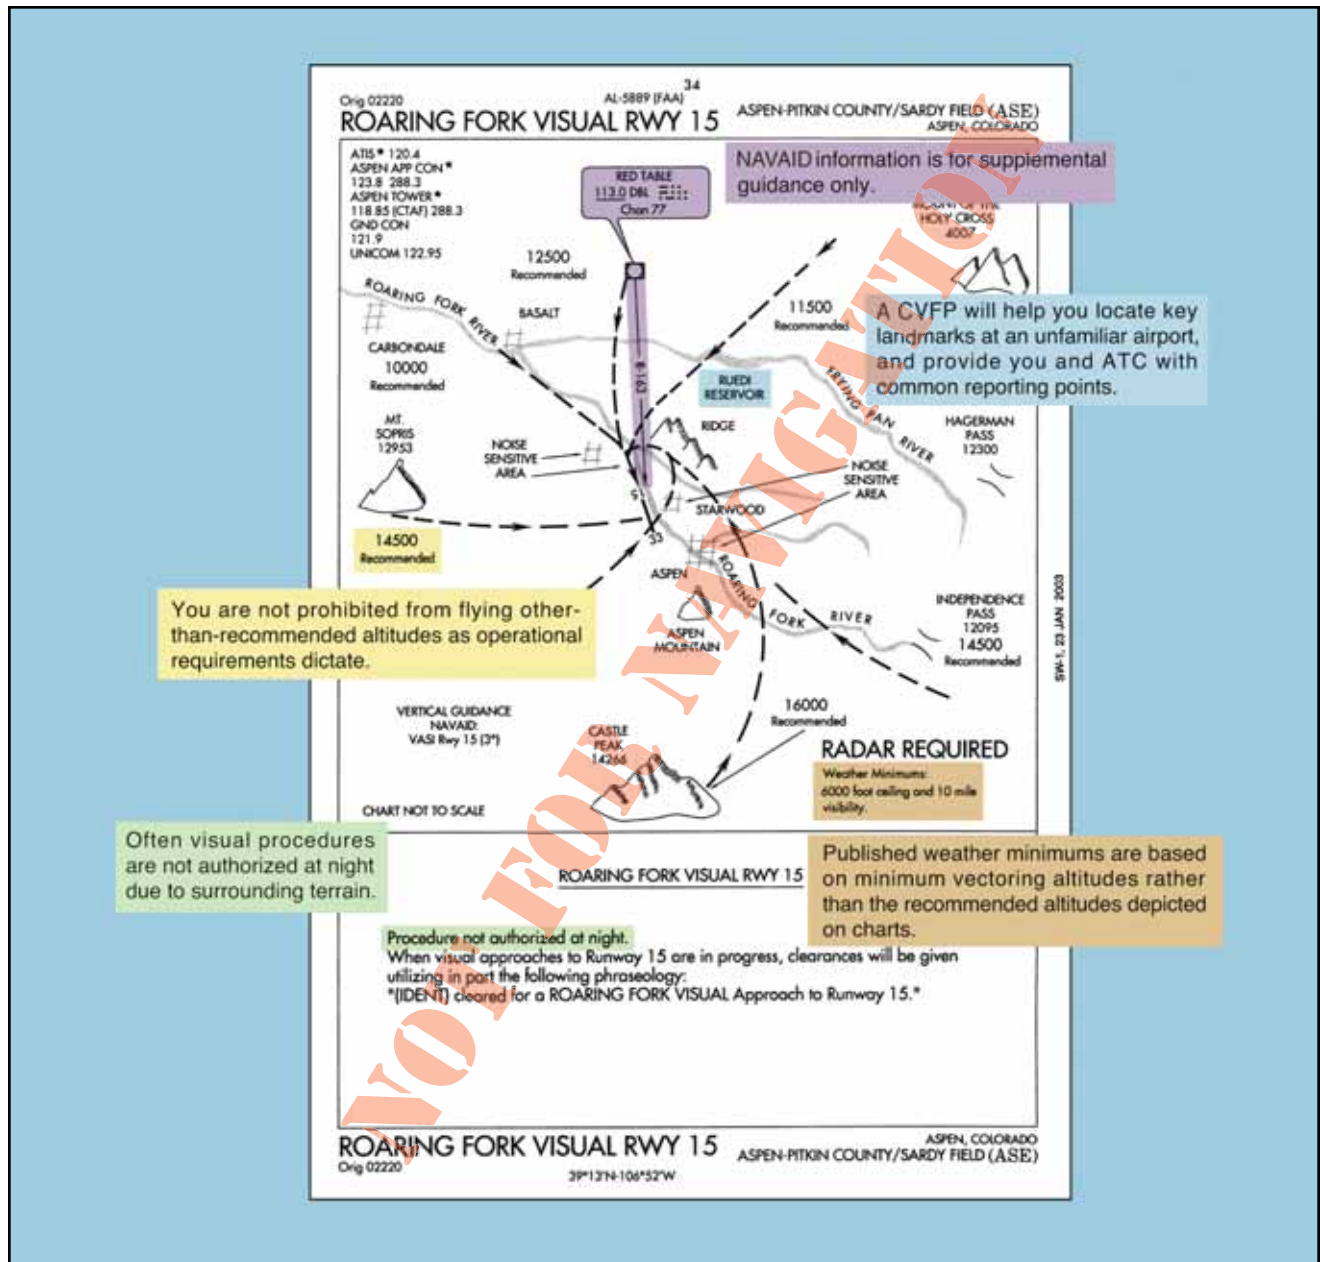 34
Orig 02220
AL-5889 (FAA)
ROARING FORK VISUAL RWY 15
ASPEN-PITKIN COUNTY/SARDY FIELD (ASE)
ASPEN, COLORADO
ATIS* 120.4
ASPEN APP CON*
123.8 288.3
ASPEN TOWER*
118.85 (CTAF) 288.3
GND CON
121.9
UNICOM 122.95
RED TABLE
113.0 DBL
Chan 77
NAVAID information is for supplemental
guidance only.
MOUNT OF THE
HOLY CROSS
4007
12500
Recommended
ROARING FORK RIVER
BASALT
CARBONDALE
10000
Recommended
R-163
11500
Recommended
A CVFP will help you locate key
landmarks at an unfamiliar airport,
and provide you and ATC with
common reporting points.
RUEDI
RESERVOIR
FRYING PAN RIVER
MT.
SOPRIS
12953
NOISE
SENSITIVE
AREA
RIDGE
HAGERMAN
PASS
12300
NOISE
SENSITIVE
AREA
15
STARWOOD
33
14500
Recommended
ASPEN
ROARING FORK RIVER
ASPEN
MOUNTAIN
INDEPENDENCE
PASS
12095
14500
Recommended
SW-1, 23 JAN 2003
You are not prohibited from flying other-
than-recommended altitudes as operational
requirements dictate.
VERTICAL GUIDANCE
NAVAID:
VASI Rwy 15 (3°)
CASTLE
PEAK
14266
16000
Recommended
RADAR REQUIRED
Weather Minimums:
6000 foot ceiling and 10 mile
visibility.
CHART NOT TO SCALE
Often visual procedures
are not authorized at night
due to surrounding terrain.
Published weather minimums are based
on minimum vectoring altitudes rather
than the recommended altitudes depicted
on charts.
ROARING FORK VISUAL RWY 15
Procedure not authorized at night.
When visual approaches to Runway 15 are in progress, clearances will be given
utilizing in part the following phraseology:
"(IDENT) cleared for a ROARING FORK VISUAL Approach to Runway 15."
NOT FOR NAVIGATION
ROARING FORK VISUAL RWY 15
Orig 02220
39°13'N-106°52'W
ASPEN, COLORADO
ASPEN-PITKIN COUNTY/SARDY FIELD (ASE)